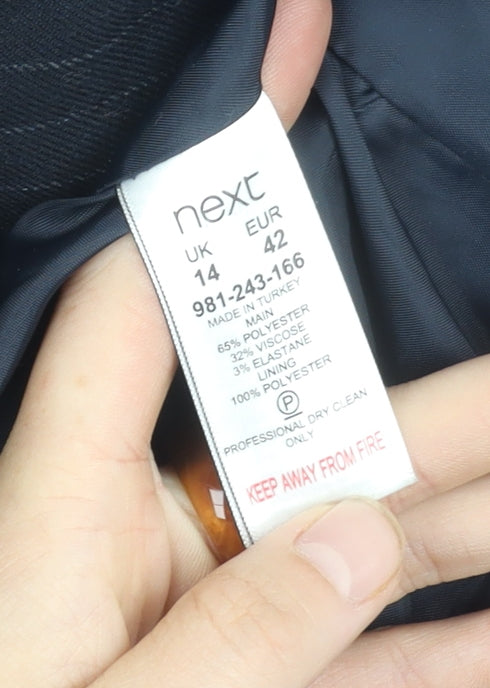 next
UK EUR
14 42
981-243-166
MADE IN TURKEY
MAIN
65% POLYESTER
32% VISCOSE
3% ELASTANE
LINING
100% POLYESTER
P
PROFESSIONAL DRY CLEAN
ONLY
KEEP AWAY FROM FIRE